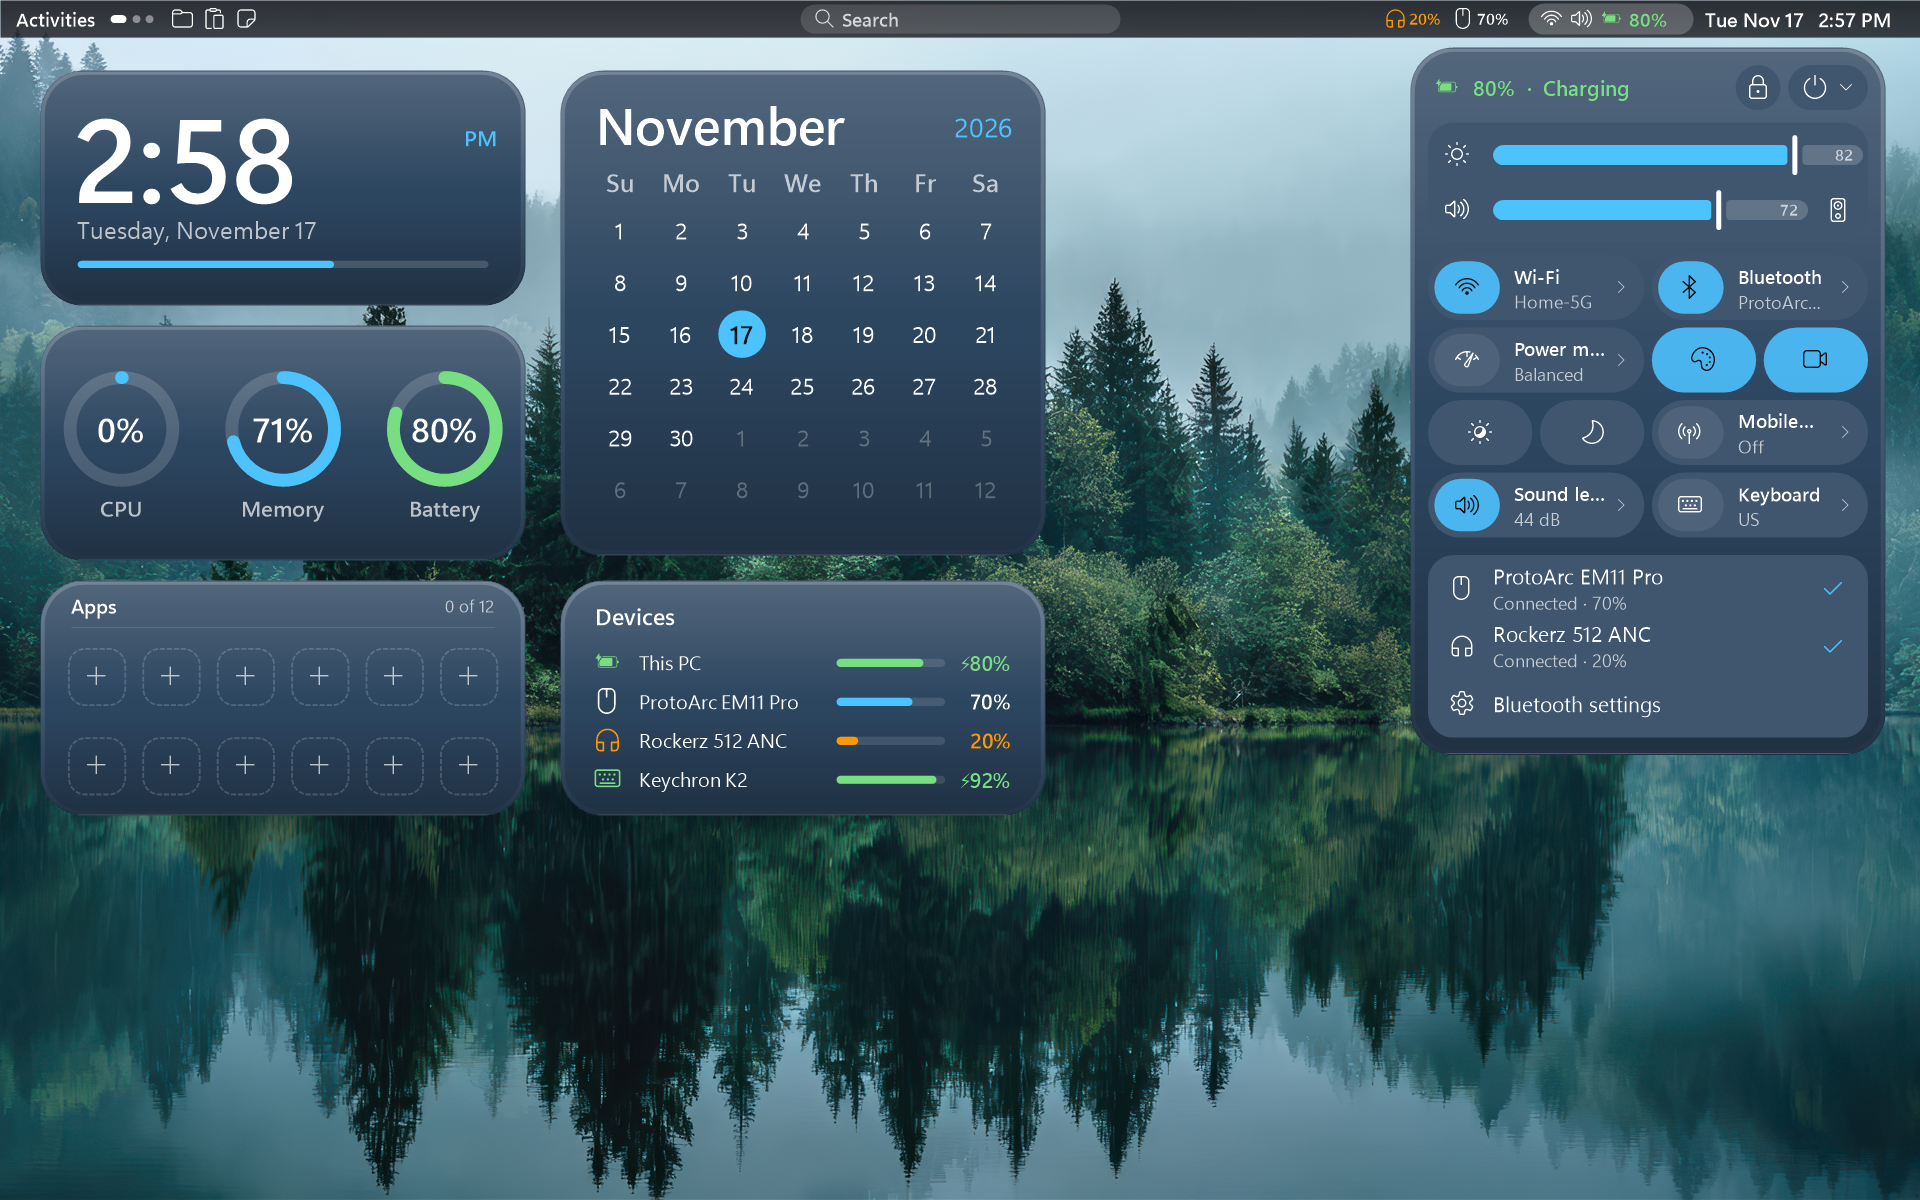 Activities
Search
20% 70% 80% Tue Nov 17 2:57 PM
2:58 PM
Tuesday, November 17
0% 71% 80%
CPU Memory Battery
Apps 0 of 12
November 2026
Su Mo Tu We Th Fr Sa
1 2 3 4 5 6 7
8 9 10 11 12 13 14
15 16 17 18 19 20 21
22 23 24 25 26 27 28
29 30 1 2 3 4 5
6 7 8 9 10 11 12
Devices
This PC ⚡80%
ProtoArc EM11 Pro 70%
Rockerz 512 ANC 20%
Keychron K2 ⚡92%
80% · Charging
82
72
Wi-Fi
Home-5G
Bluetooth
ProtoArc...
Power m...
Balanced
Mobile...
Off
Sound le...
44 dB
Keyboard
US
ProtoArc EM11 Pro
Connected · 70%
Rockerz 512 ANC
Connected · 20%
Bluetooth settings